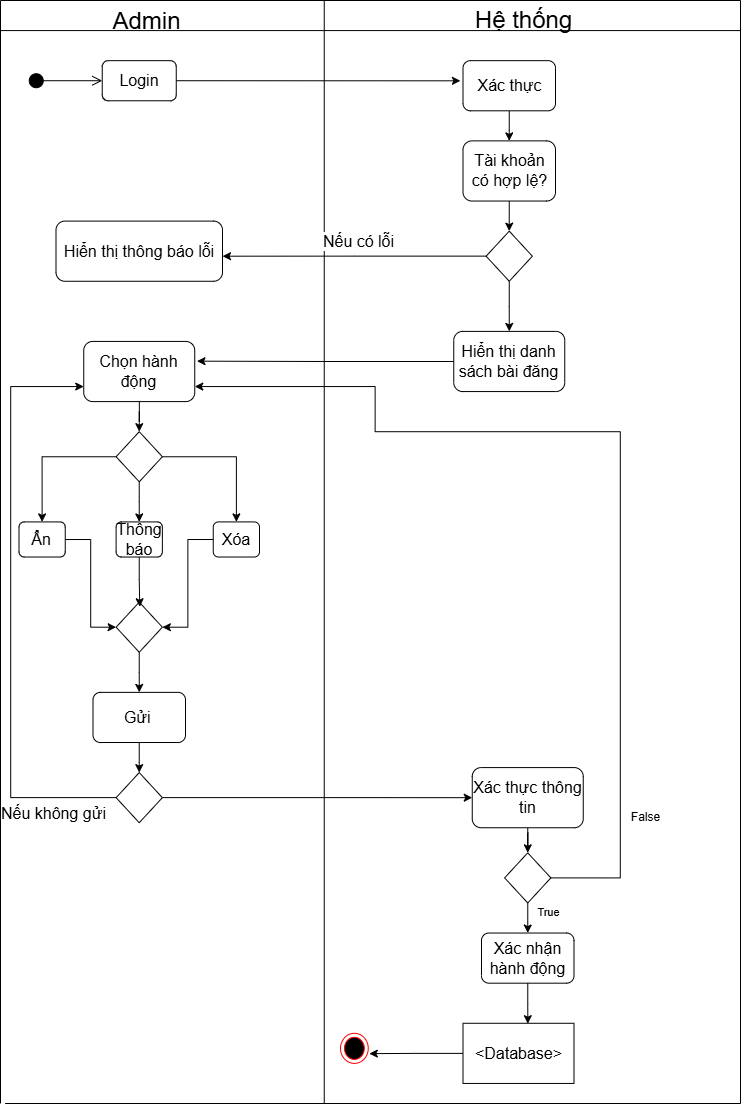 Admin
Hệ thống
Login
Xác thực
Tài khoản
có hợp lệ?
Nếu có lỗi
Hiển thị thông báo lỗi
Hiển thị danh
sách bài đăng
Chọn hành
động
Ẩn
Thông
báo
Xóa
Gửi
Nếu không gửi
Xác thực thông
tin
False
True
Xác nhận
hành động
<Database>